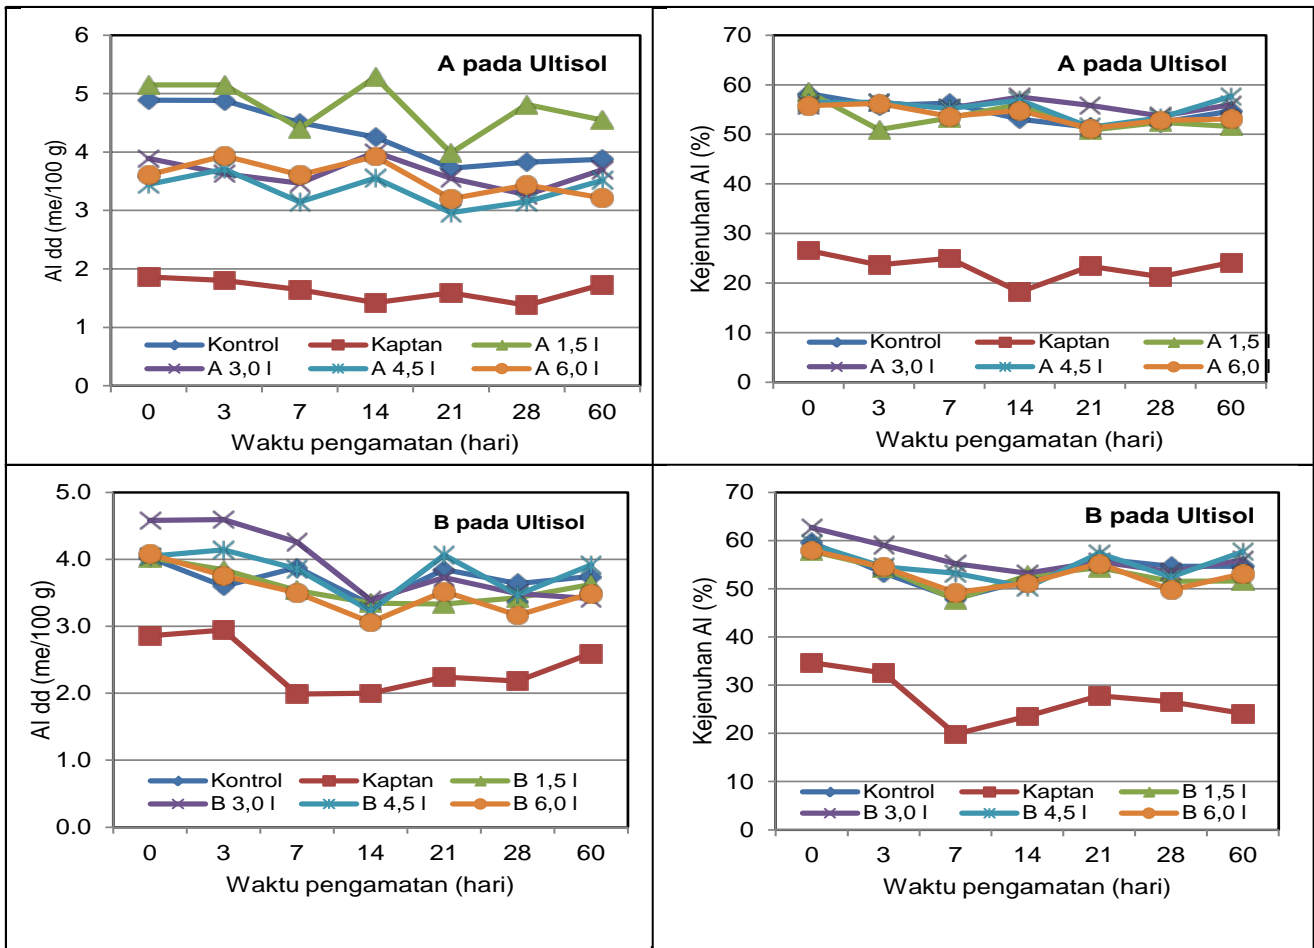 A pada Ultisol
6
5
4
3
2
1
0
Al dd (me/100 g)
Kontrol Kaptan A 1,5 l
A 3,0 l A 4,5 l A 6,0 l
0 3 7 14 21 28 60
Waktu pengamatan (hari)
A pada Ultisol
70
60
50
40
30
20
10
0
Kejenuhan Al (%)
Kontrol Kaptan A 1,5 l
A 3,0 l A 4,5 l A 6,0 l
0 3 7 14 21 28 60
Waktu pengamatan (hari)
B pada Ultisol
5.0
4.0
3.0
2.0
1.0
0.0
Al dd (me/100 g)
Kontrol Kaptan B 1,5 l
B 3,0 l B 4,5 l B 6,0 l
0 3 7 14 21 28 60
Waktu pengamatan (hari)
B pada Ultisol
70
60
50
40
30
20
10
0
Kejenuhan Al (%)
Kontrol Kaptan B 1,5 l
B 3,0 l B 4,5 l B 6,0 l
0 3 7 14 21 28 60
Waktu pengamatan (hari)